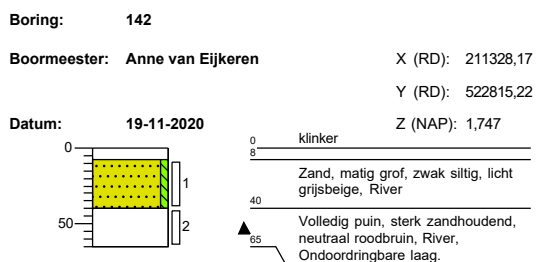 Boring: 142
Boormeester: Anne van Eijkeren
X (RD): 211328,17
Y (RD): 522815,22
Datum: 19-11-2020
Z (NAP): 1,747
0
0
klinker
8
Zand, matig grof, zwak siltig, licht
grijsbeige, River
1
40
50
2
Volledig puin, sterk zandhoudend,
neutraal roodbruin, River,
65
Ondoordringbare laag.